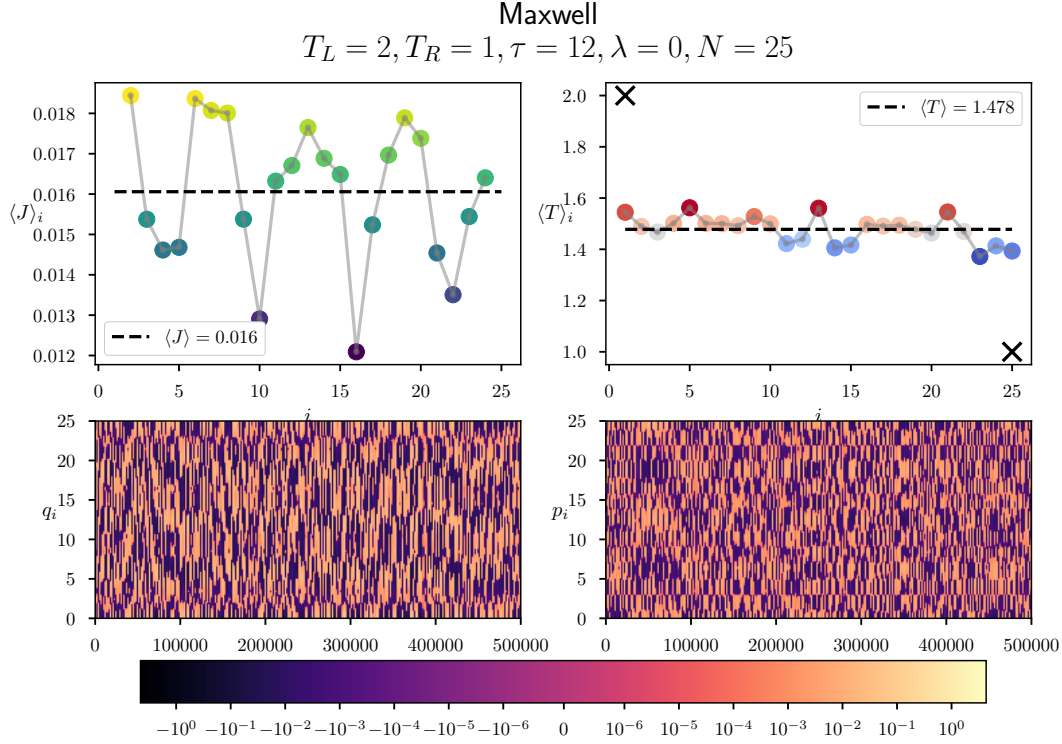 Maxwell
T_L = 2, T_R = 1, τ = 12, λ = 0, N = 25
⟨J⟩_i
0.018
0.017
0.016
0.015
0.014
0.013
0.012
⟨J⟩ = 0.016
0 5 10 15 20 25
i
⟨T⟩_i
2.0
1.8
1.6
1.4
1.2
1.0
⟨T⟩ = 1.478
0 5 10 15 20 25
i
q_i
25
20
15
10
5
0
0 100000 200000 300000 400000 500000
p_i
25
20
15
10
5
0
0 100000 200000 300000 400000 500000
−10⁰ −10⁻¹ −10⁻² −10⁻³ −10⁻⁴ −10⁻⁵ −10⁻⁶ 0 10⁻⁶ 10⁻⁵ 10⁻⁴ 10⁻³ 10⁻² 10⁻¹ 10⁰